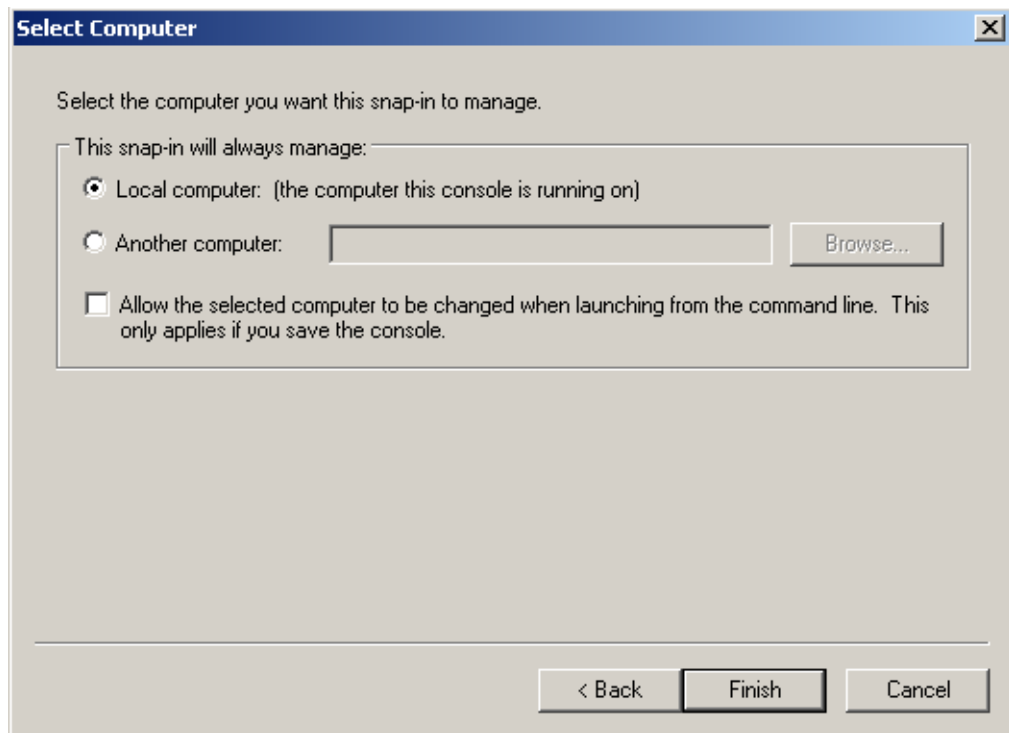 Select Computer
Select the computer you want this snap-in to manage.
This snap-in will always manage:
Local computer:  (the computer this console is running on)
Another computer:
Browse...
Allow the selected computer to be changed when launching from the command line.  This
only applies if you save the console.
< Back
Finish
Cancel